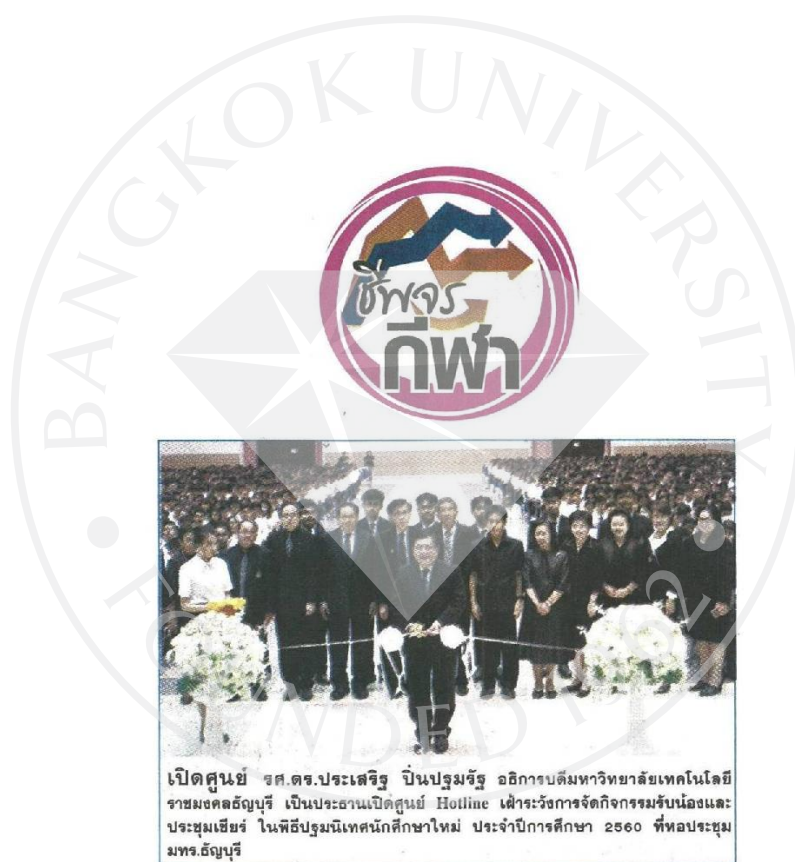 BANGKOK UNIVERSITY
FOUNDED 1962
ชีพจร
กีฬา
เปิดศูนย์ รศ.ดร.ประเสริฐ ปิ่นปฐมรัฐ อธิการบดีมหาวิทยาลัยเทคโนโลยี
ราชมงคลธัญบุรี เป็นประธานเปิดศูนย์ Hotline เฝ้าระวังการจัดกิจกรรมรับน้องและ
ประชุมเชียร์ ในพิธีปฐมนิเทศนักศึกษาใหม่ ประจำปีการศึกษา 2560 ที่หอประชุม
มทร.ธัญบุรี